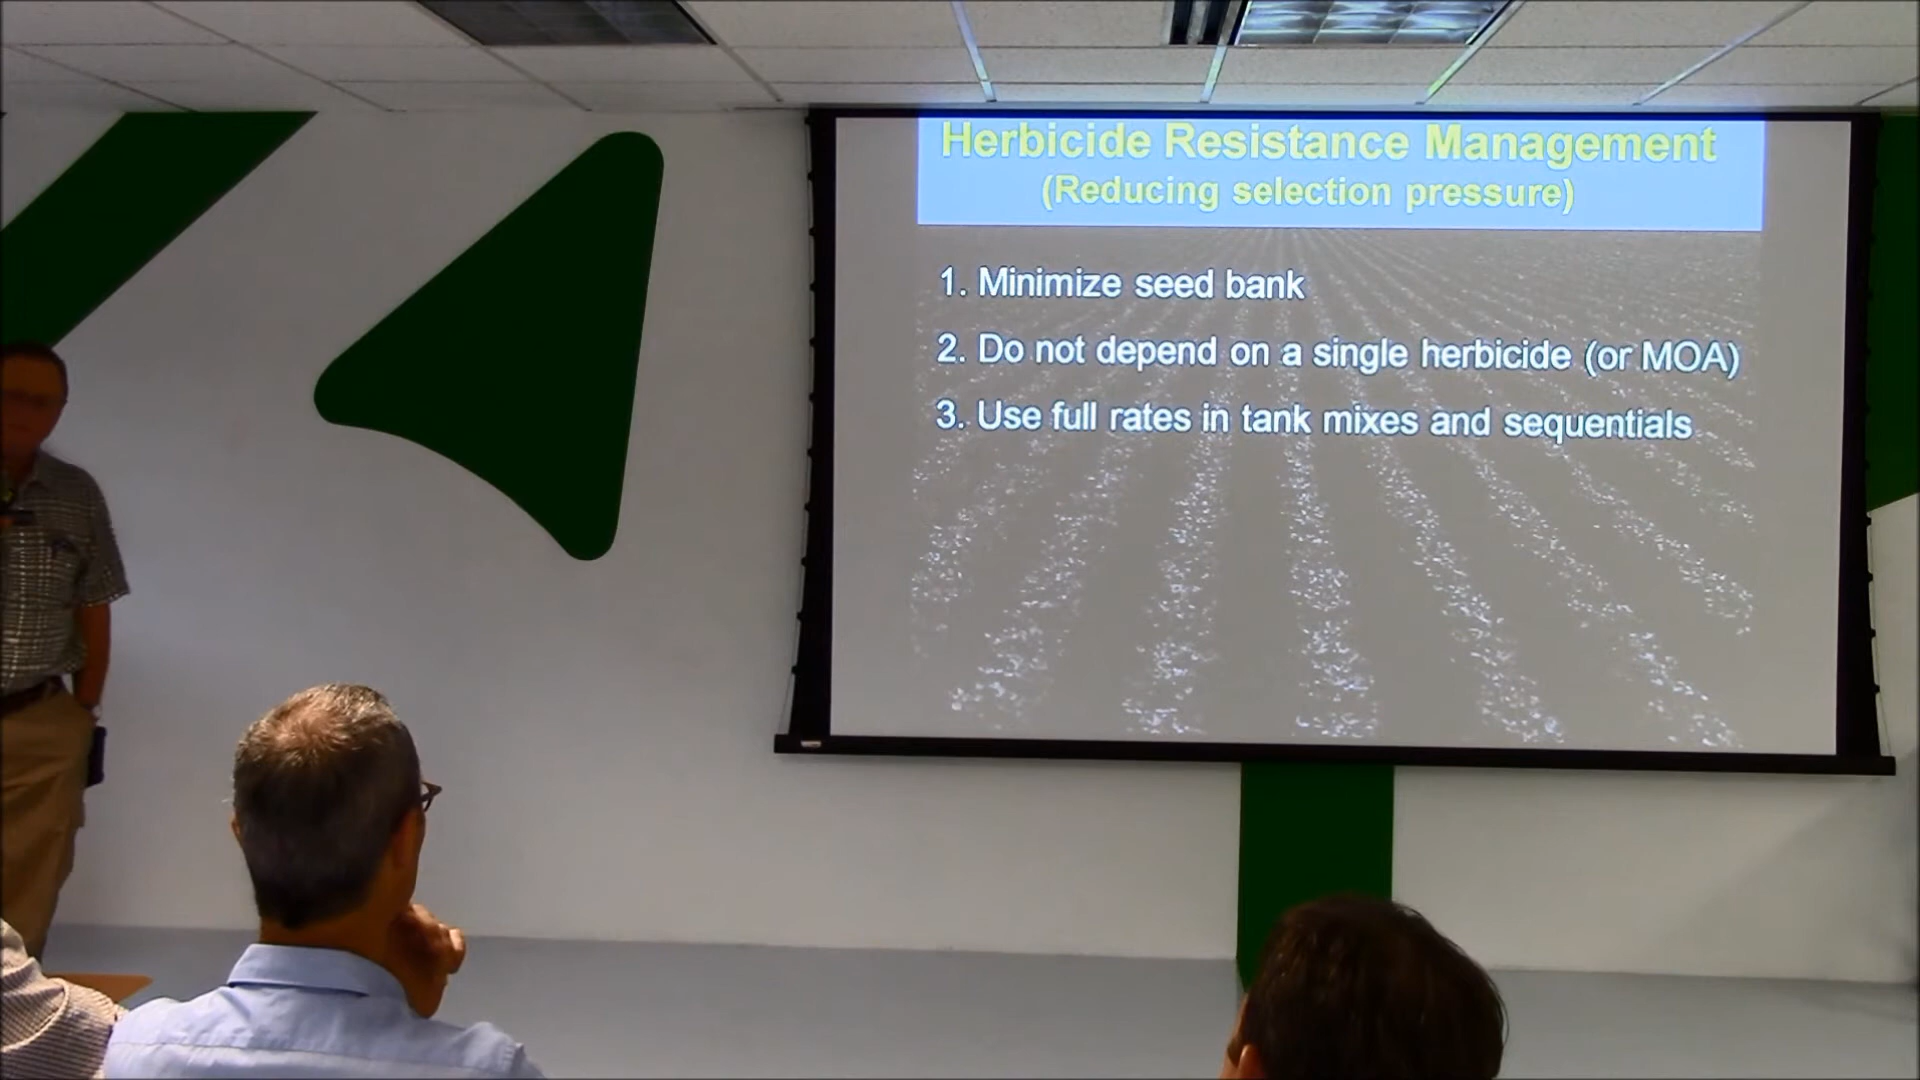 Herbicide Resistance Management
(Reducing selection pressure)
1. Minimize seed bank
2. Do not depend on a single herbicide (or MOA)
3. Use full rates in tank mixes and sequentials